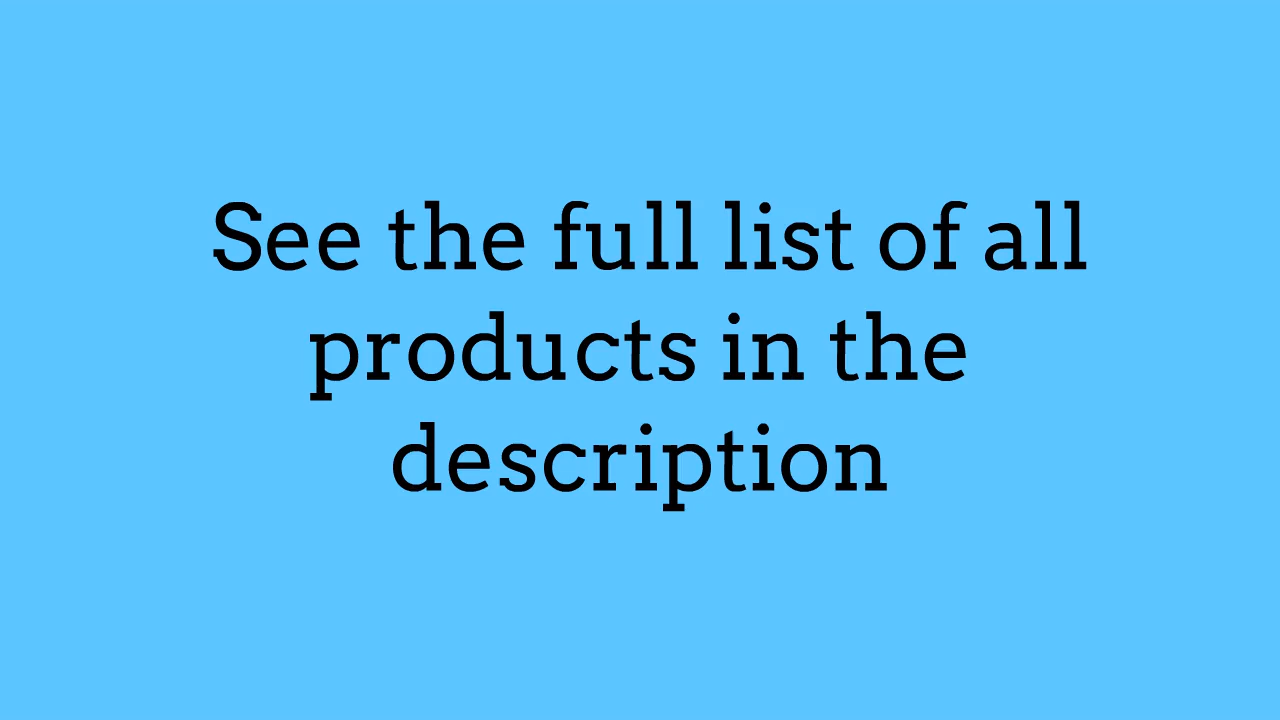 See the full list of all
products in the
description